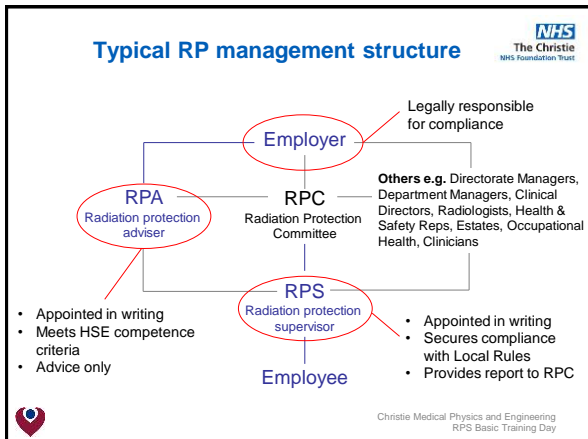 Typical RP management structure
NHS
The Christie
NHS Foundation Trust
Legally responsible
for compliance
Employer
RPA
Radiation protection
adviser
RPC
Radiation Protection
Committee
Others e.g. Directorate Managers,
Department Managers, Clinical
Directors, Radiologists, Health &
Safety Reps, Estates, Occupational
Health, Clinicians
RPS
Radiation protection
supervisor
• Appointed in writing
• Meets HSE competence
criteria
• Advice only
• Appointed in writing
• Secures compliance
with Local Rules
• Provides report to RPC
Employee
Christie Medical Physics and Engineering
RPS Basic Training Day